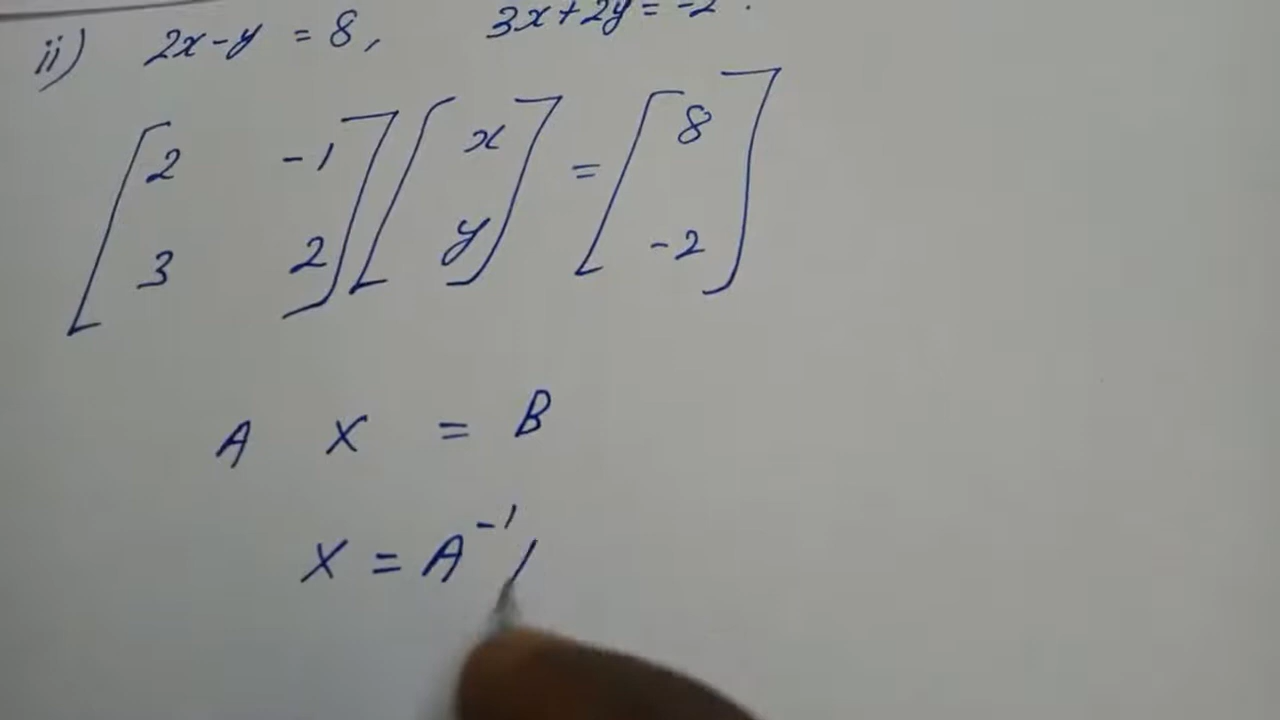 ii) 2x-y = 8, 3x+2y = -2.
[2 -1] [x] = [8]
[3 2] [y] [-2]
A X = B
X = A⁻¹